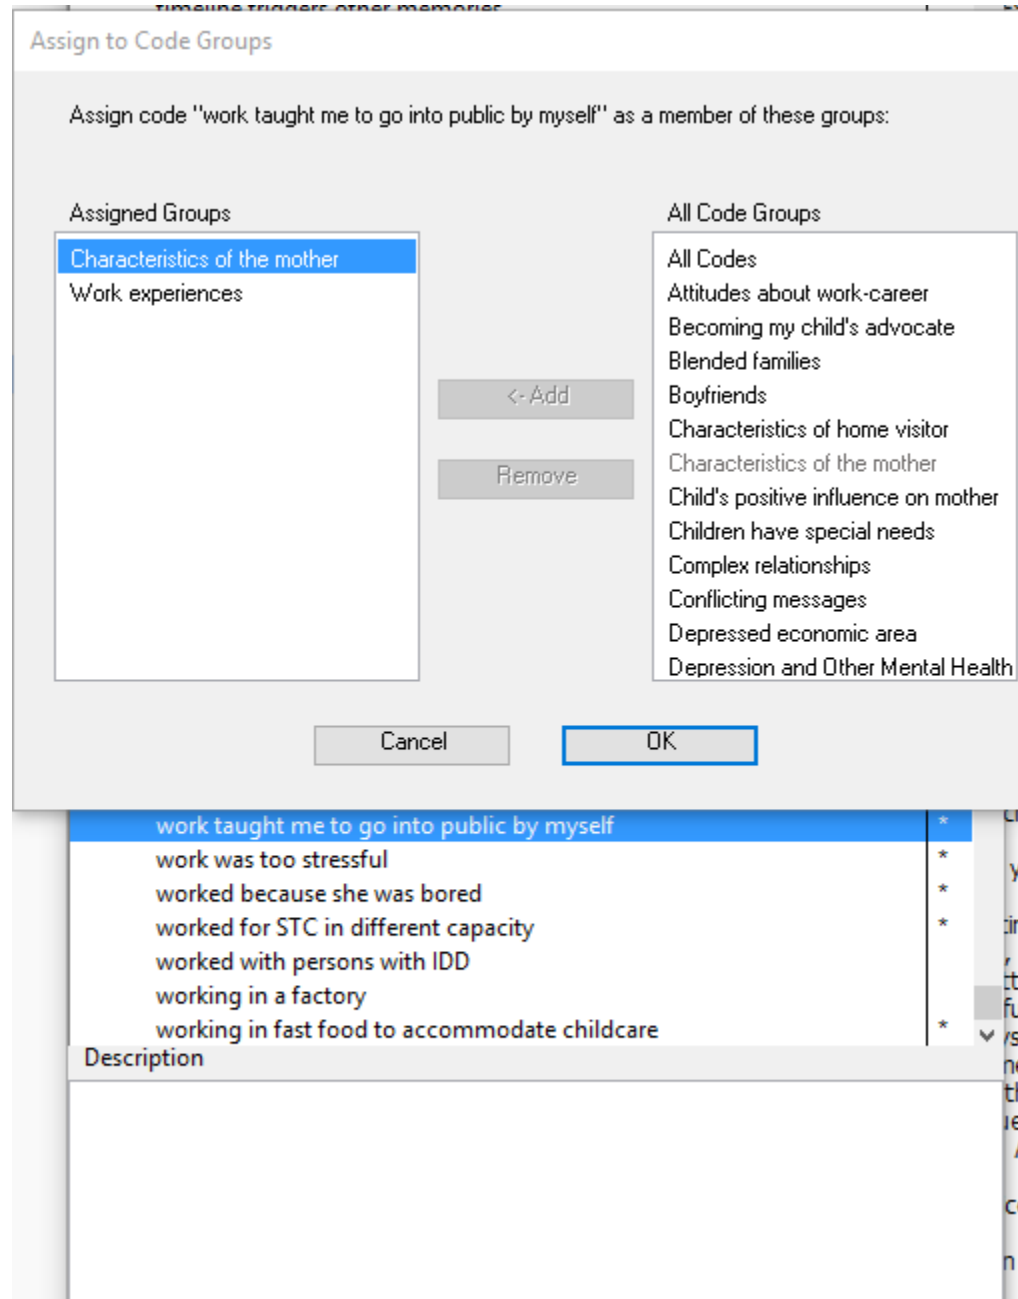 timeline triggers other memories
Assign to Code Groups
Assign code "work taught me to go into public by myself" as a member of these groups:
Assigned Groups
Characteristics of the mother
Work experiences
<- Add
Remove
All Code Groups
All Codes
Attitudes about work-career
Becoming my child's advocate
Blended families
Boyfriends
Characteristics of home visitor
Characteristics of the mother
Child's positive influence on mother
Children have special needs
Complex relationships
Conflicting messages
Depressed economic area
Depression and Other Mental Health
Cancel
OK
work taught me to go into public by myself *
work was too stressful *
worked because she was bored *
worked for STC in different capacity *
worked with persons with IDD
working in a factory
working in fast food to accommodate childcare *
Description